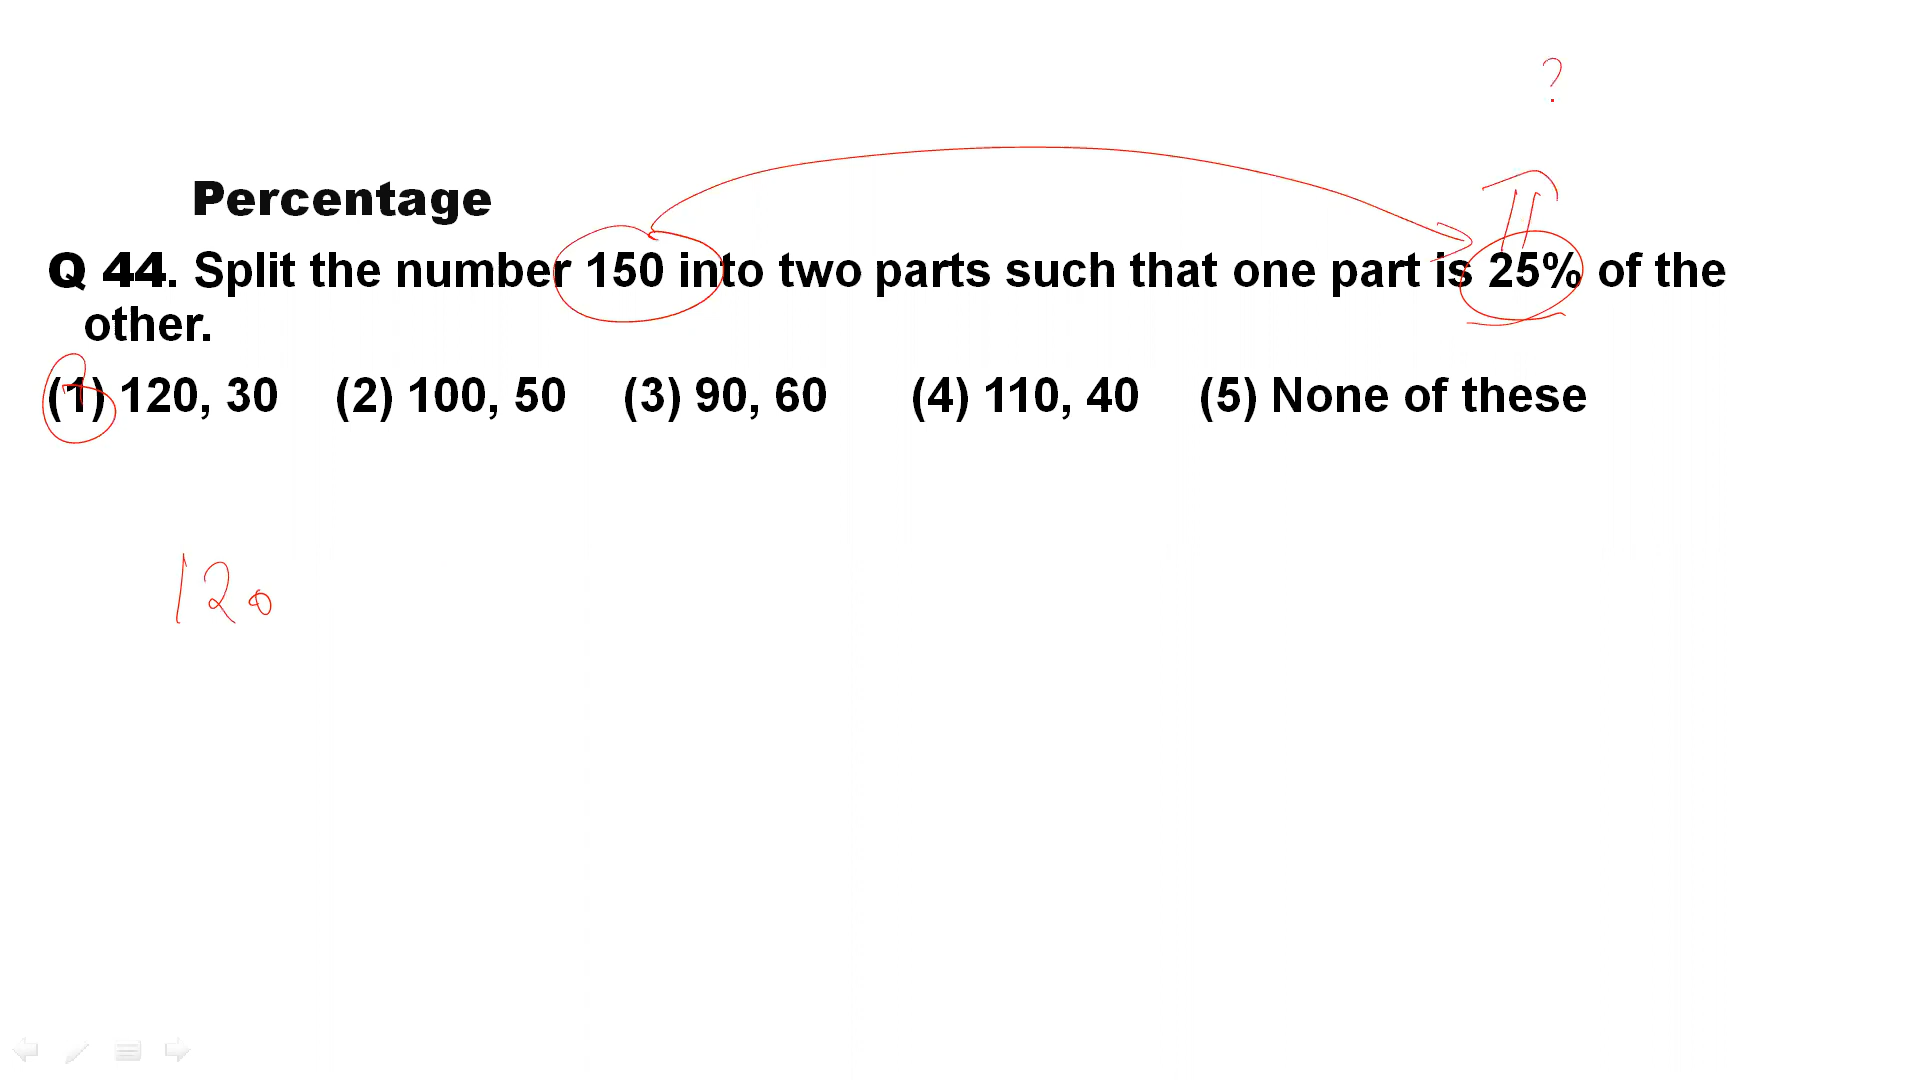 ?
Percentage
Q 44. Split the number 150 into two parts such that one part is 25% of the
other.
(1) 120, 30 (2) 100, 50 (3) 90, 60 (4) 110, 40 (5) None of these
120